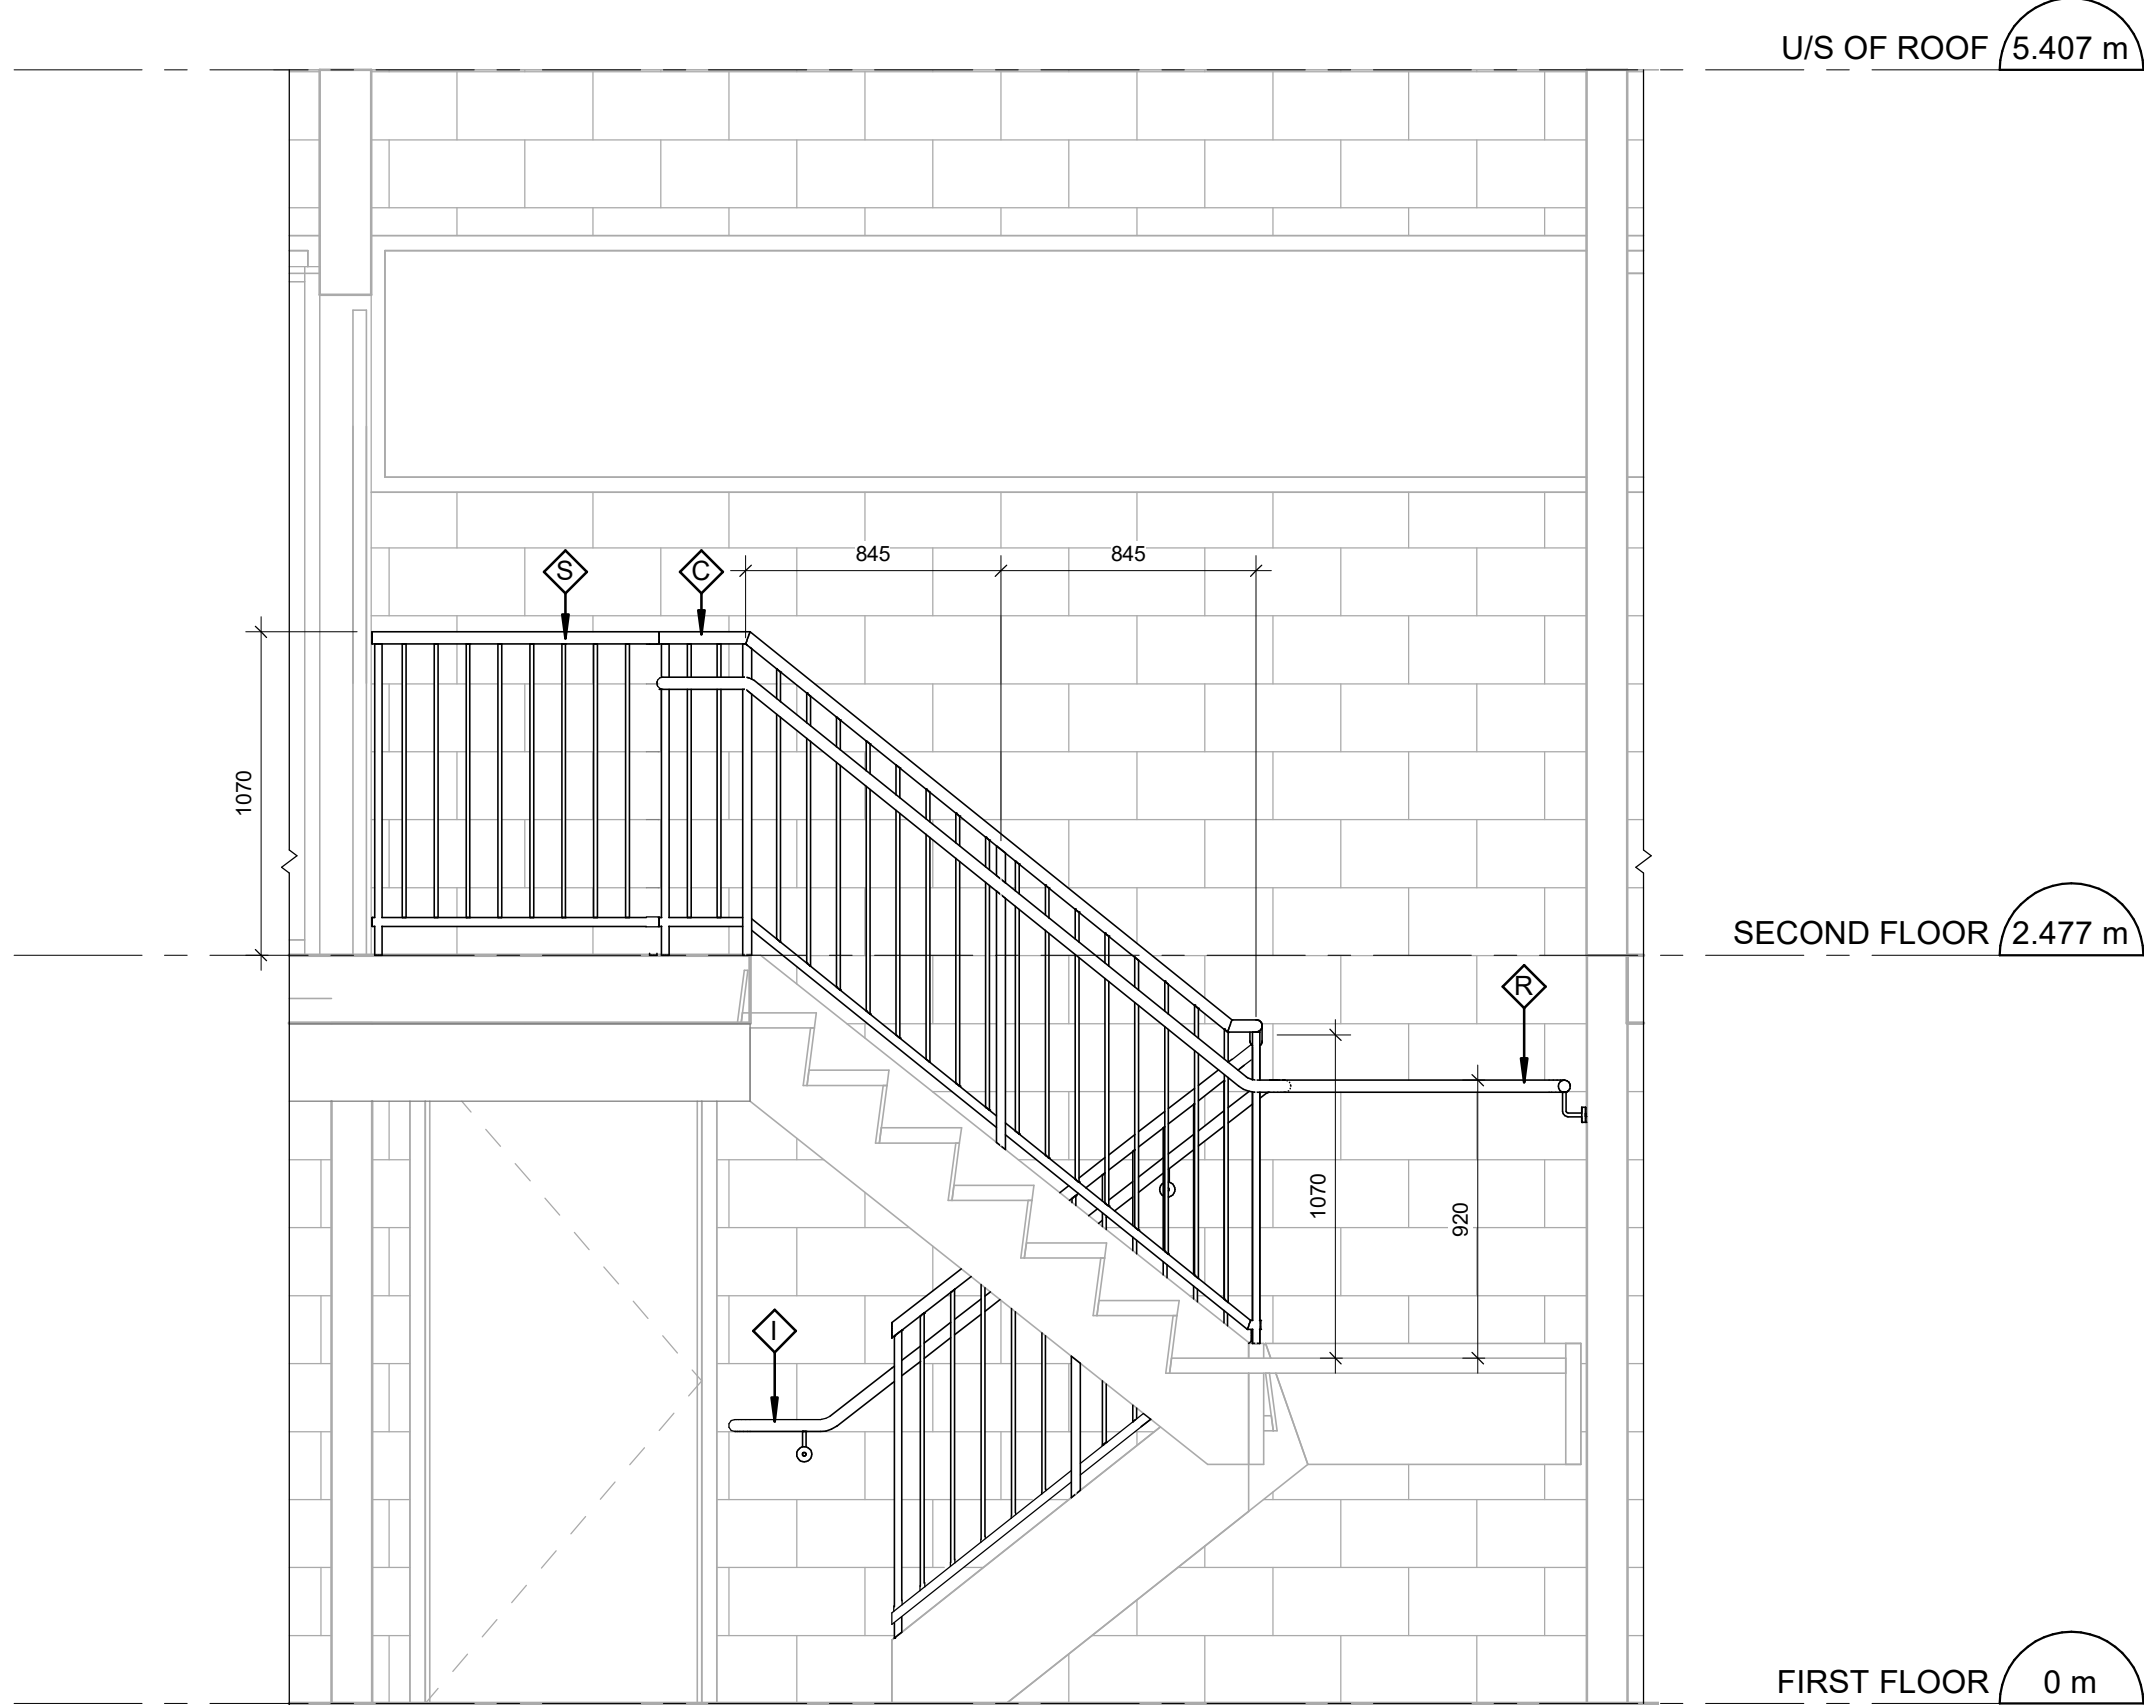 U/S OF ROOF 5.407 m
845 845
S C
1070
SECOND FLOOR 2.477 m
R
1070
920
I
FIRST FLOOR 0 m